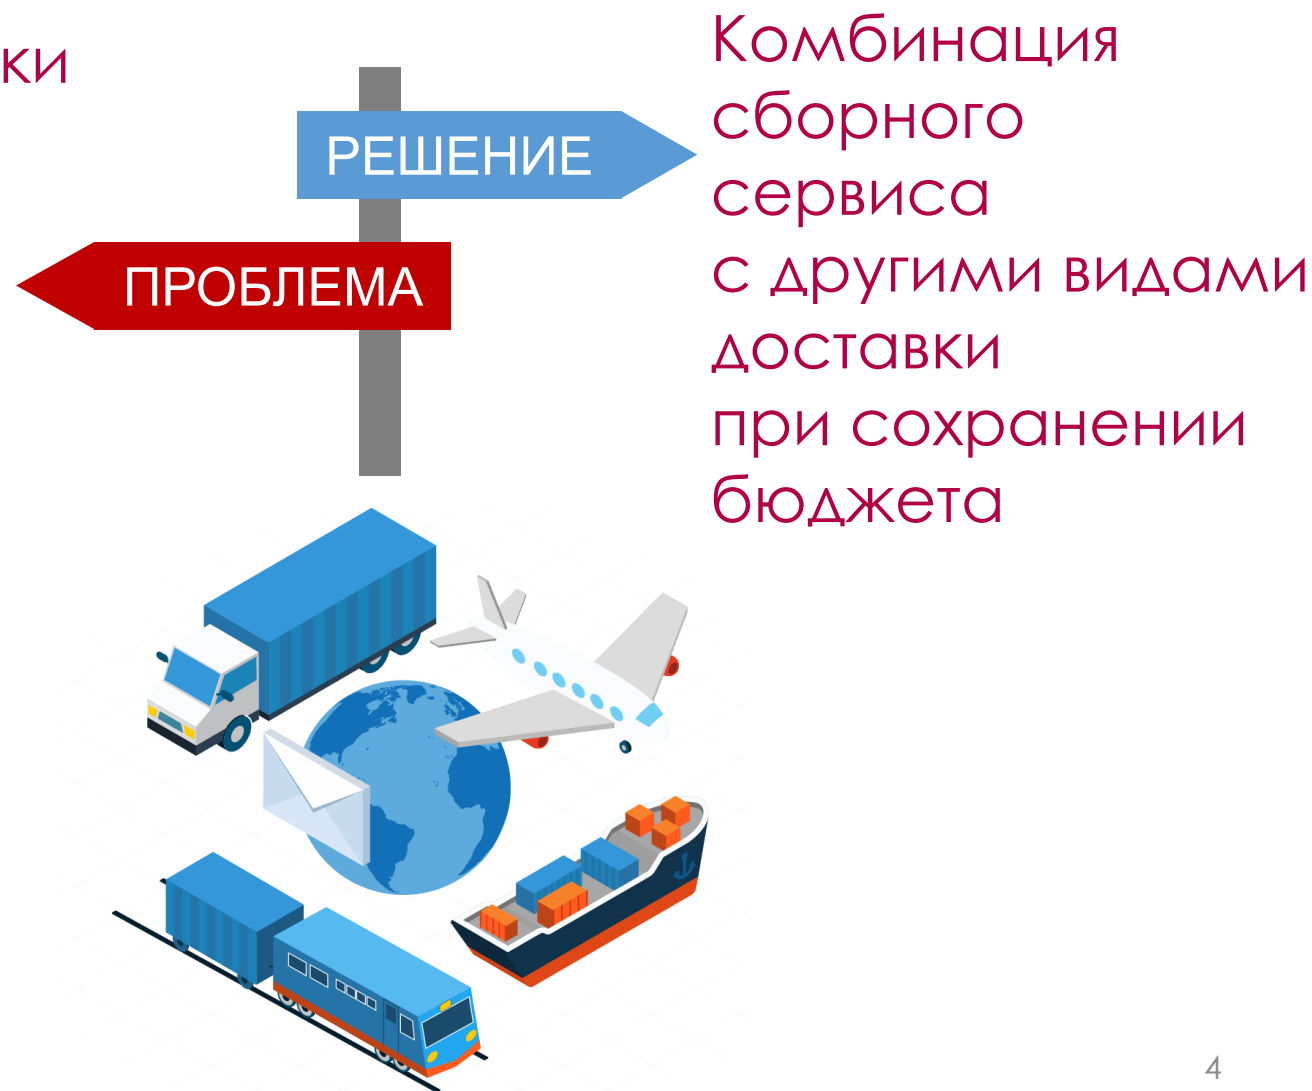 ки
РЕШЕНИЕ
ПРОБЛЕМА
Комбинация
сборного
сервиса
с другими видами
доставки
при сохранении
бюджета
4